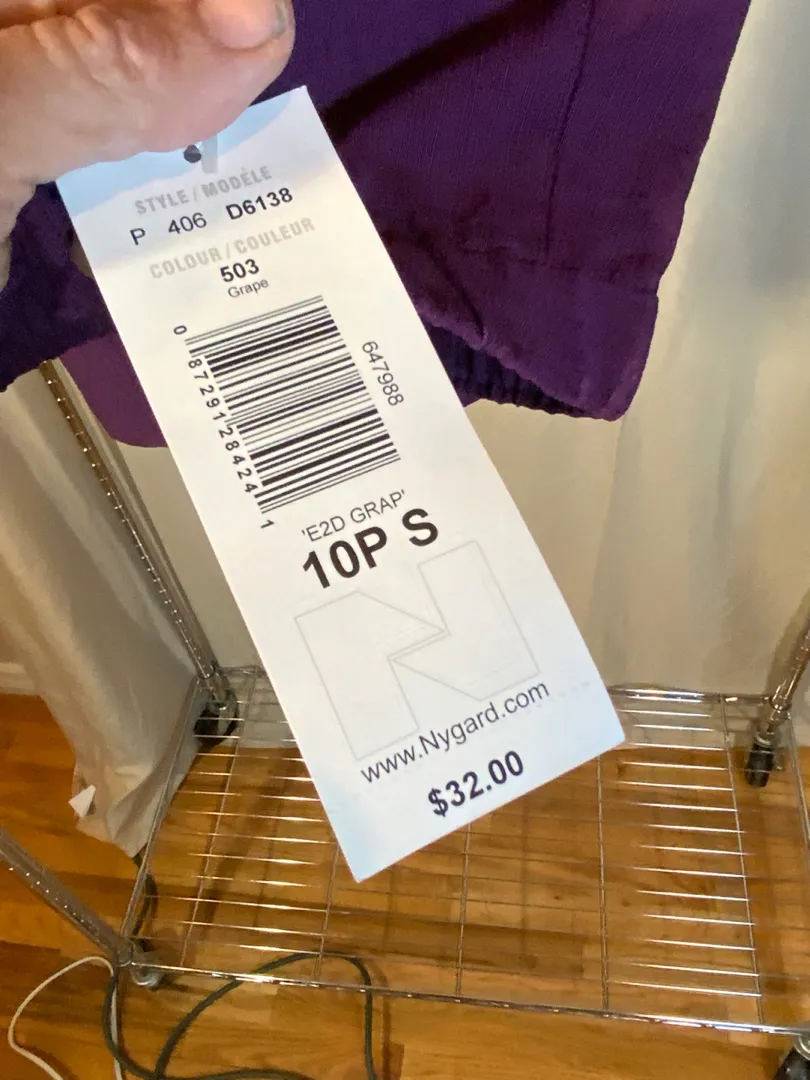 STYLE / MODÈLE
P 406 D6138
COLOUR / COULEUR
503
Grape
0 87291 28424 1
647988
'E2D GRAP'
10P S
www.Nygard.com
$32.00